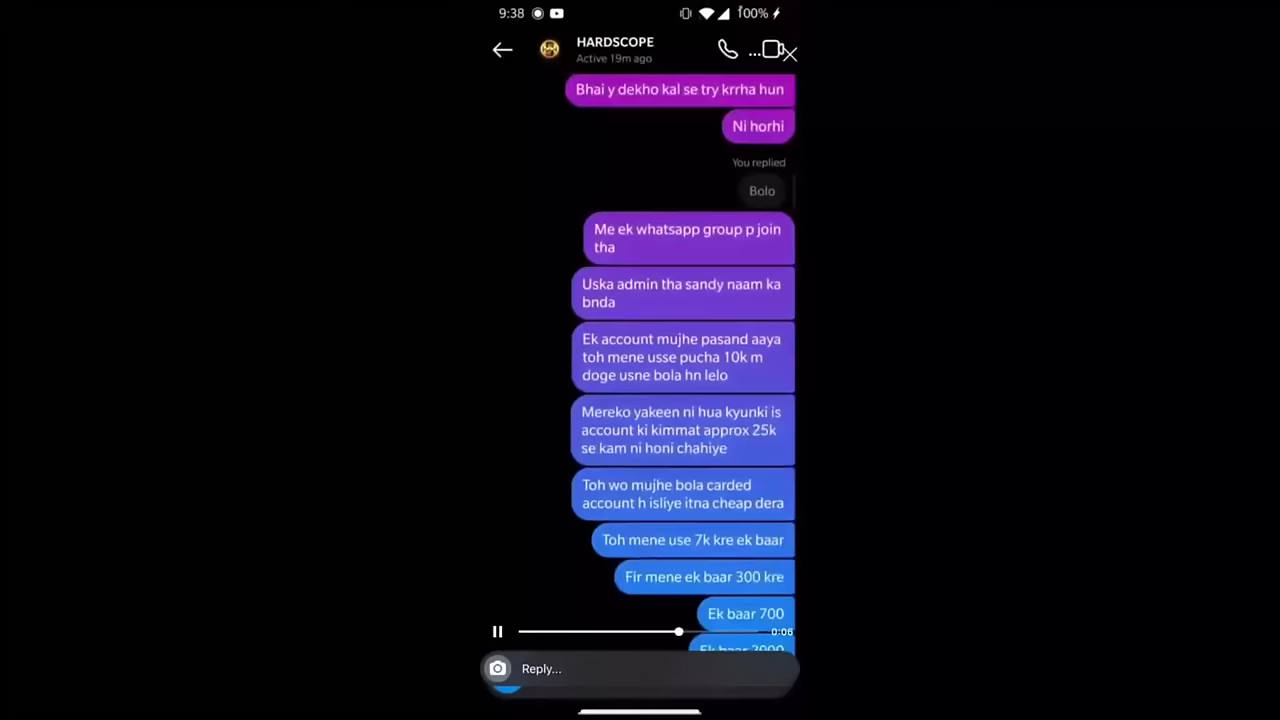 9:38
100%
HARDSCOPE
Active 19m ago
Bhai y dekho kal se try krrha hun
Ni horhi
You replied
Bolo
Me ek whatsapp group p join
tha
Uska admin tha sandy naam ka
bnda
Ek account mujhe pasand aaya
toh mene usse pucha 10k m
doge usne bola hn lelo
Mereko yakeen ni hua kyunki is
account ki kimmat approx 25k
se kam ni honi chahiye
Toh wo mujhe bola carded
account h isliye itna cheap dera
Toh mene use 7k kre ek baar
Fir mene ek baar 300 kre
Ek baar 700
0:06
Ek baar
Reply...